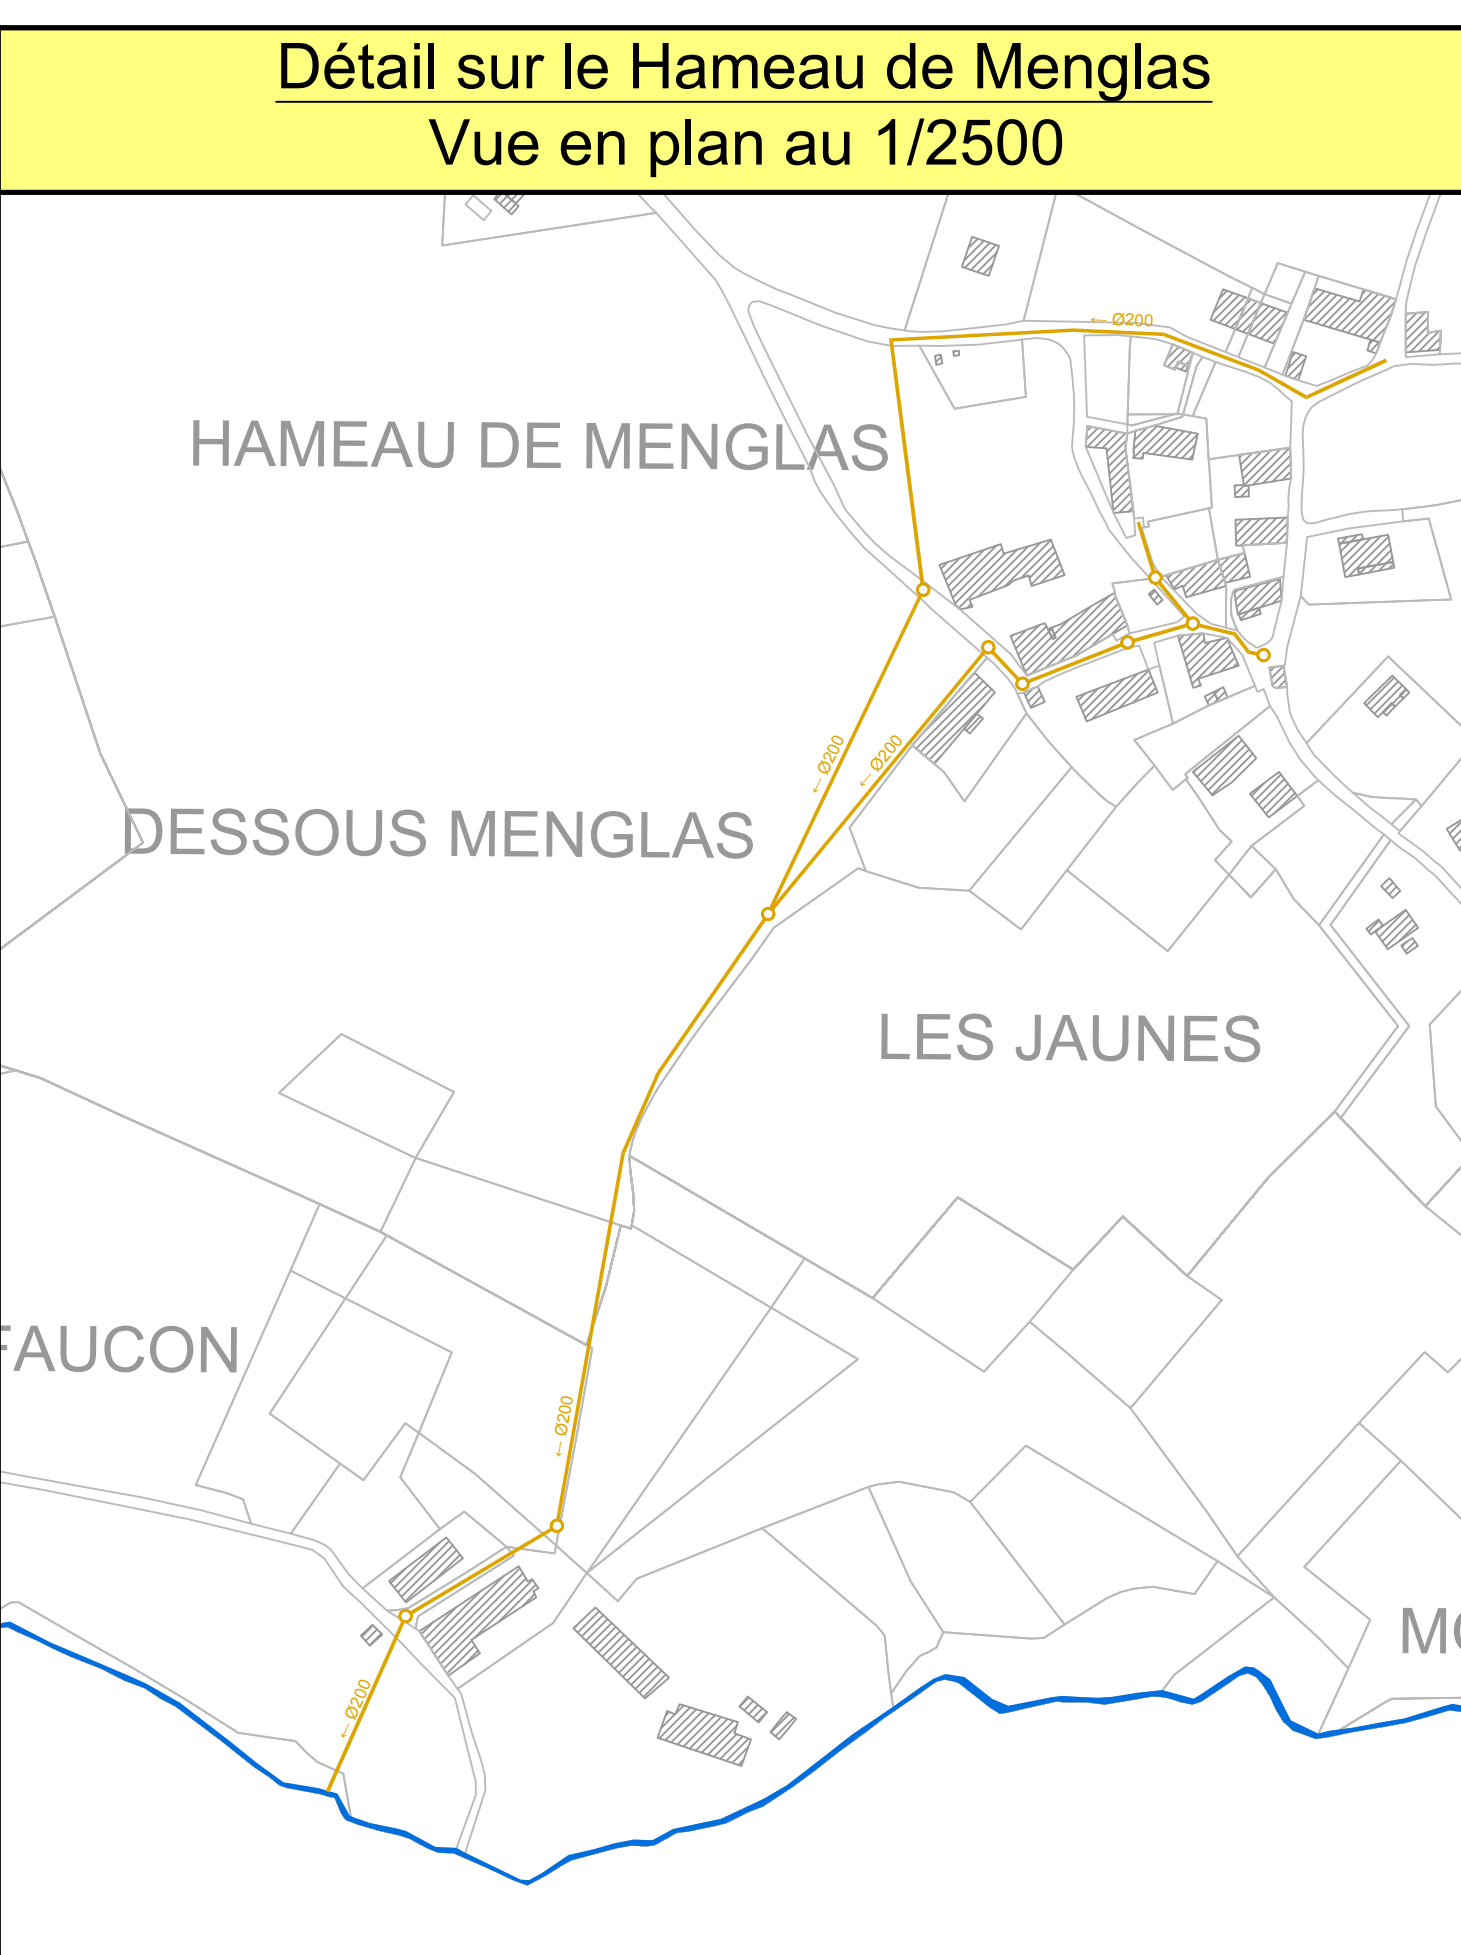 Détail sur le Hameau de Menglas
Vue en plan au 1/2500
← Ø200
HAMEAU DE MENGLAS
← Ø200
← Ø200
DESSOUS MENGLAS
LES JAUNES
FAUCON
← Ø200
MO
← Ø200